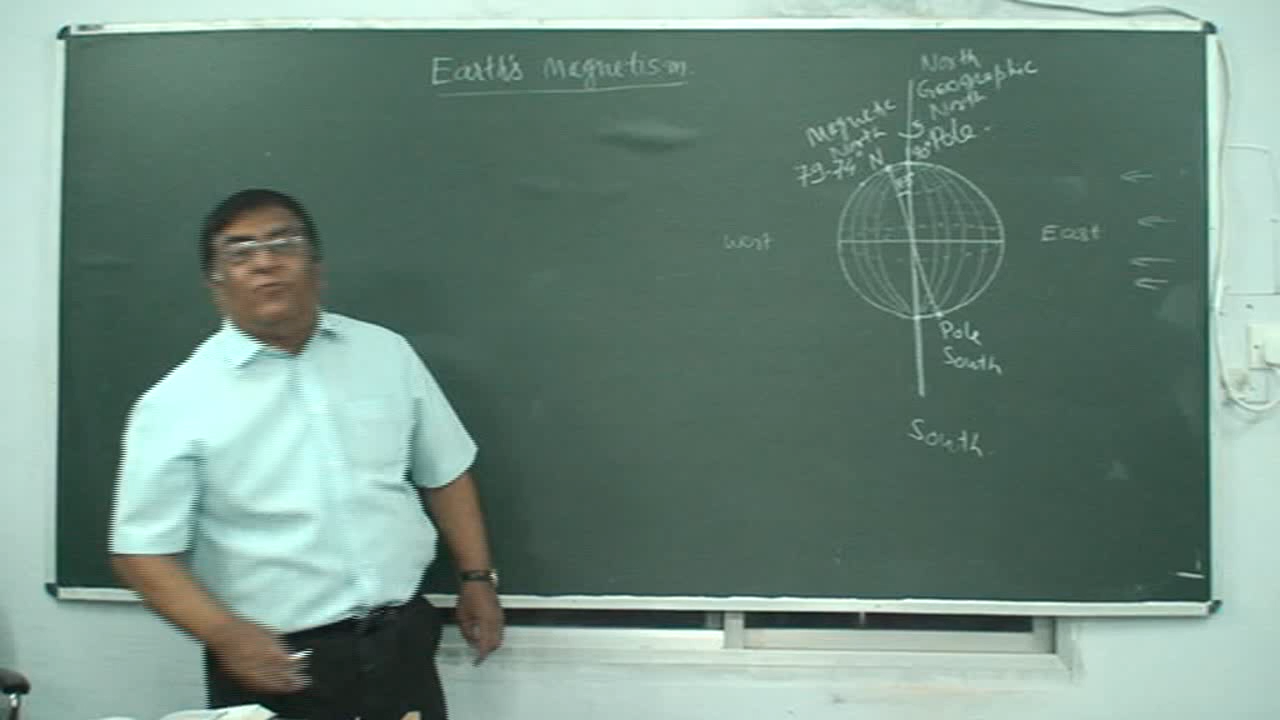 Earth's Magnetism.
North
Geographic
North
Pole.
S
90°
Magnetic
North
79-74° N
West
East
Pole
South
South.